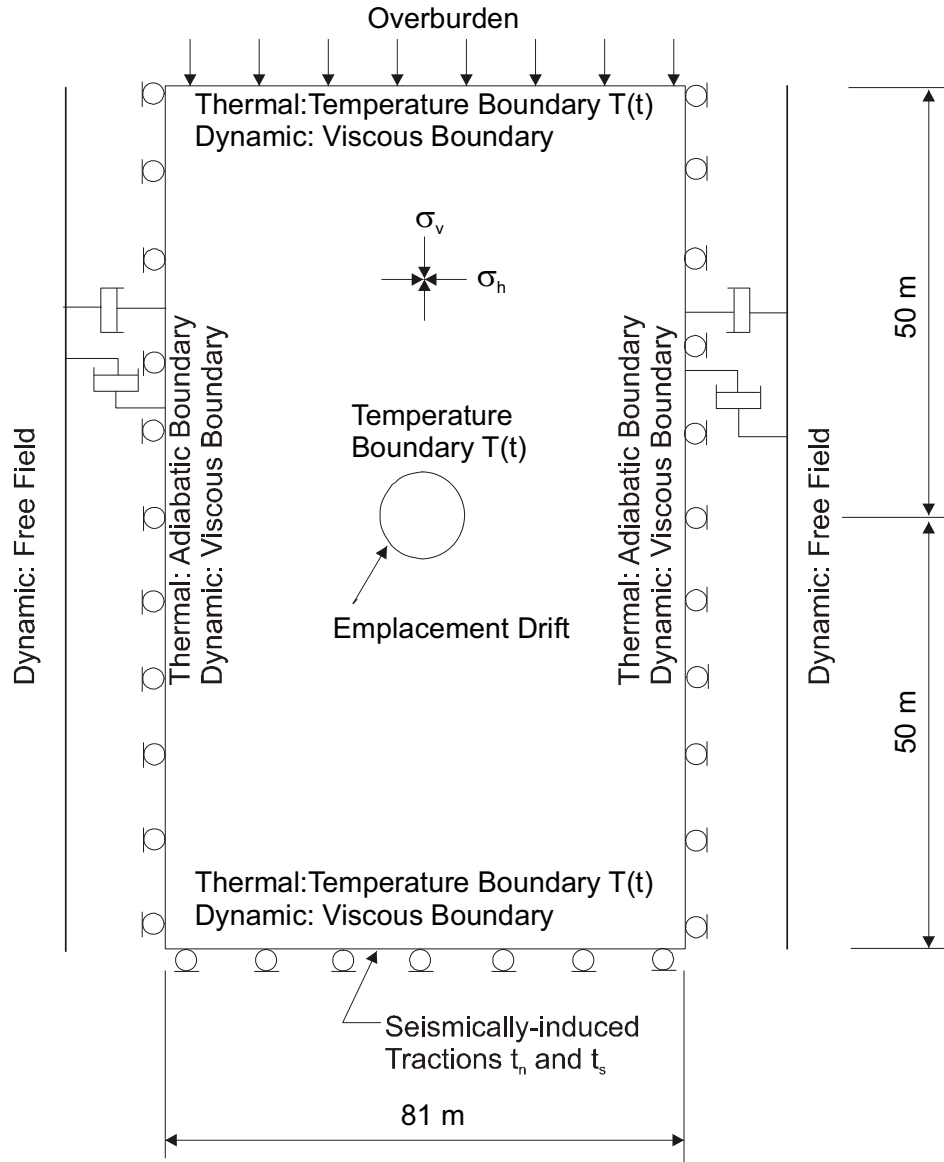 Overburden
Thermal:Temperature Boundary T(t)
Dynamic: Viscous Boundary
σv
σh
50 m
Temperature
Boundary T(t)
Emplacement Drift
Dynamic: Free Field
Thermal: Adiabatic Boundary
Dynamic: Viscous Boundary
Thermal: Adiabatic Boundary
Dynamic: Viscous Boundary
Dynamic: Free Field
50 m
Thermal:Temperature Boundary T(t)
Dynamic: Viscous Boundary
Seismically-induced
Tractions tn and ts
81 m